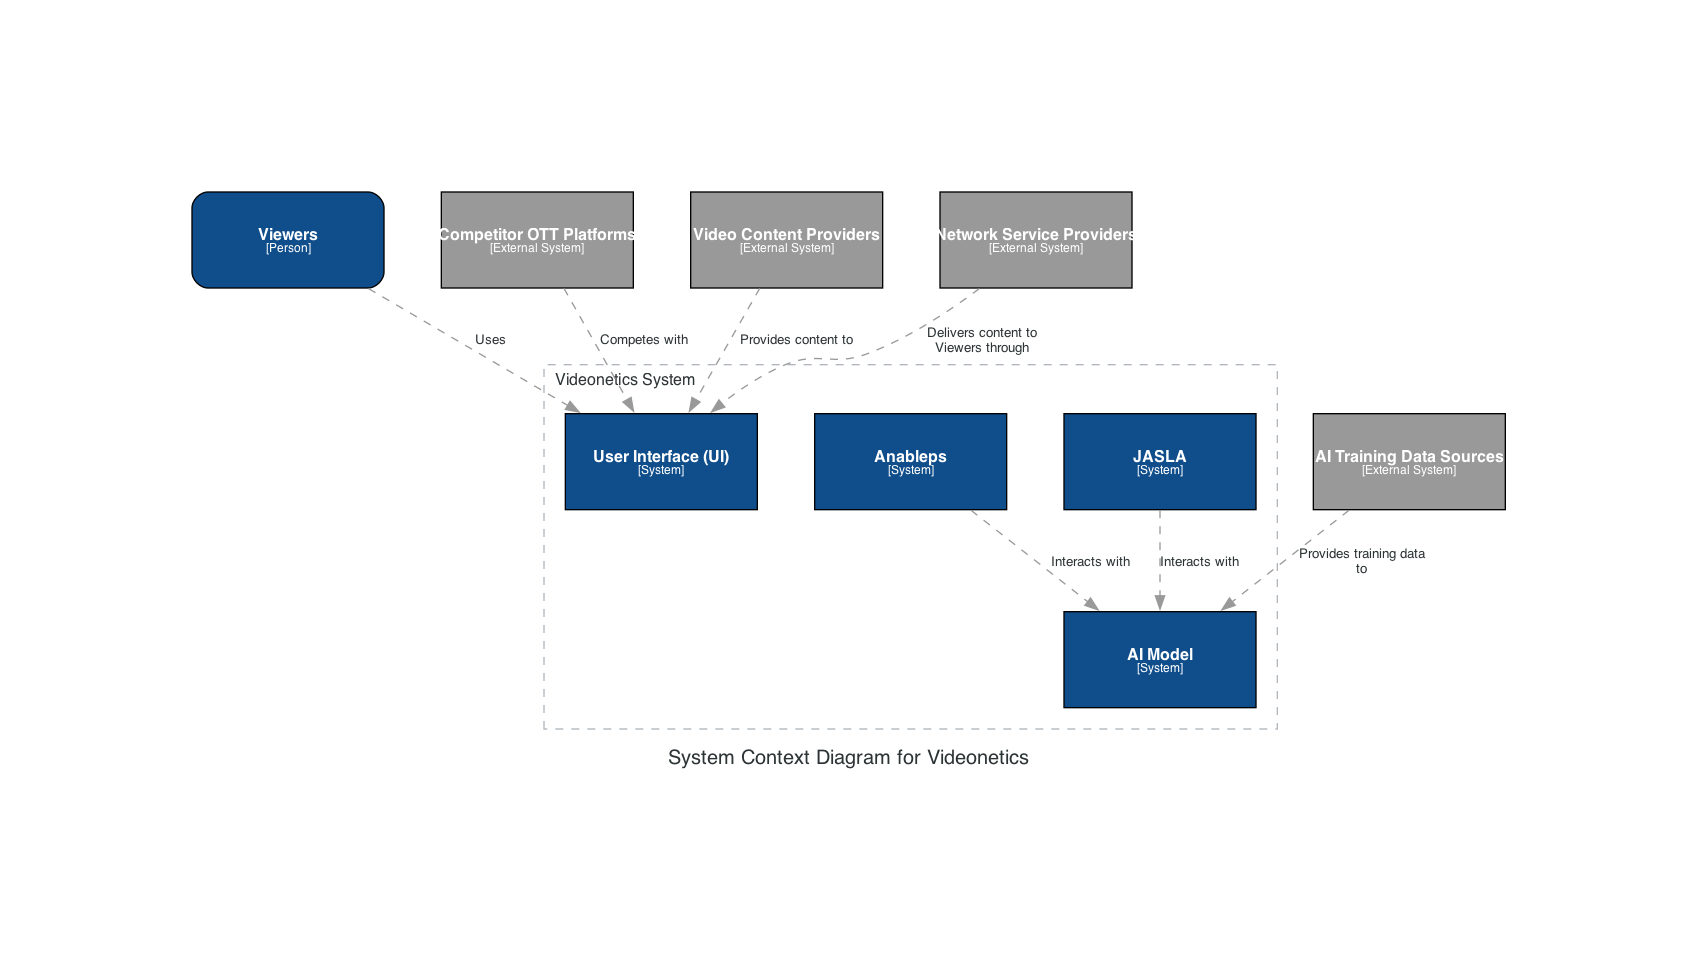 Viewers
[Person]
Competitor OTT Platforms
[External System]
Video Content Providers
[External System]
Network Service Providers
[External System]
Uses
Competes with
Provides content to
Delivers content to
Viewers through
Videonetics System
User Interface (UI)
[System]
Anableps
[System]
JASLA
[System]
AI Training Data Sources
[External System]
Interacts with
Interacts with
Provides training data
to
AI Model
[System]
System Context Diagram for Videonetics